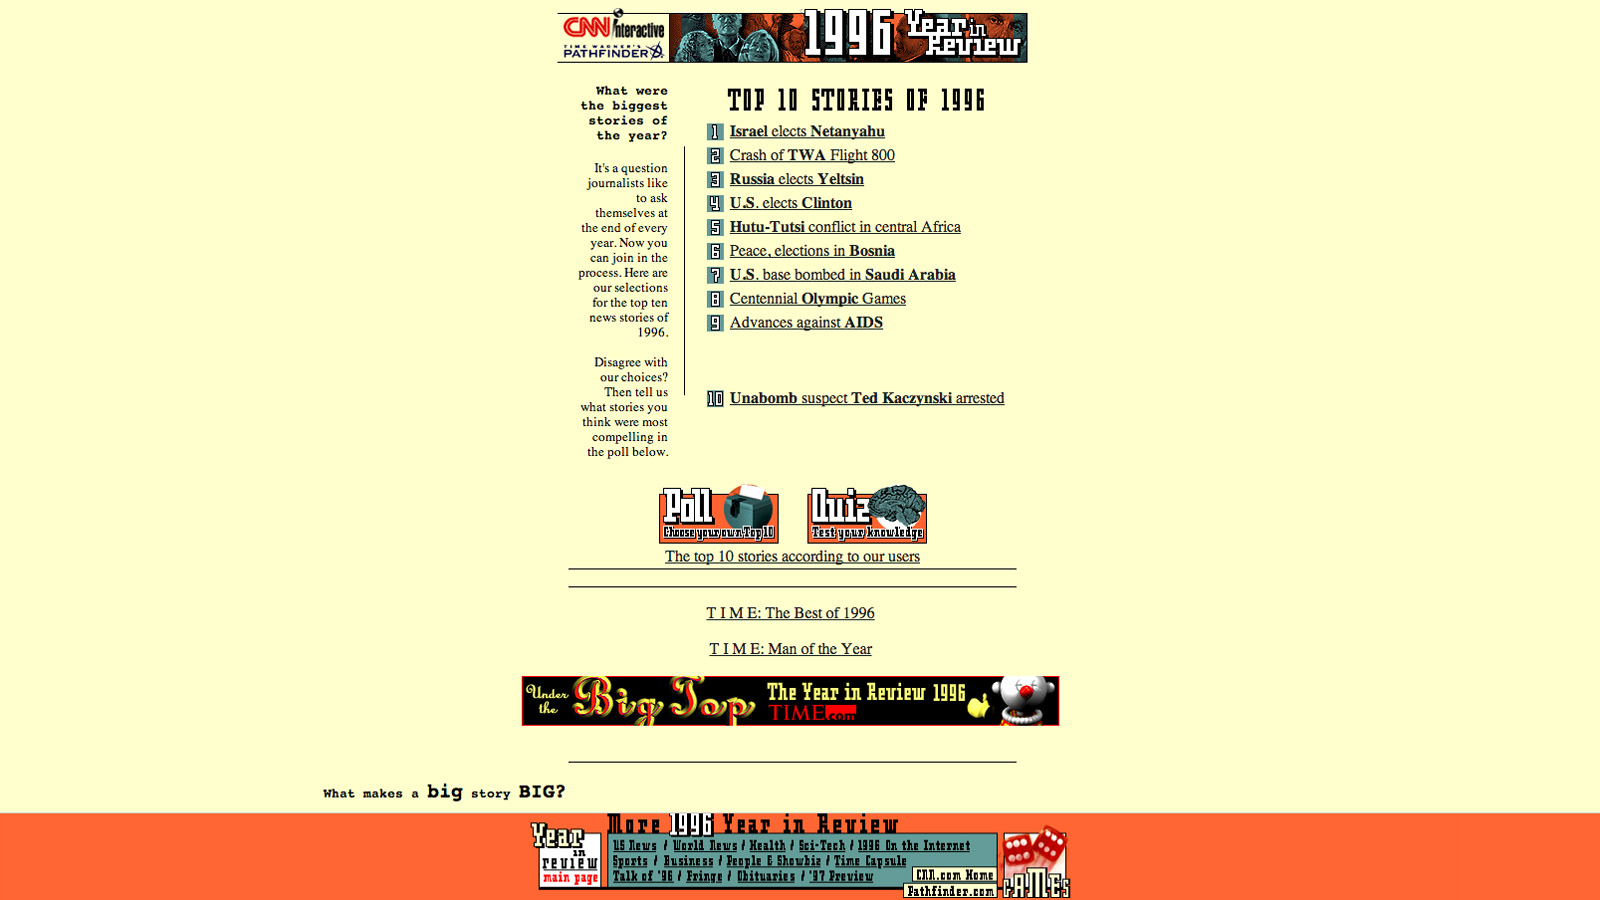 CNN Interactive
TIME WARNER'S
PATHFINDER
1996 Year in Review
What were
the biggest
stories of
the year?
It's a question
journalists like
to ask
themselves at
the end of every
year. Now you
can join in the
process. Here are
our selections
for the top ten
news stories of
1996.
Disagree with
our choices?
Then tell us
what stories you
think were most
compelling in
the poll below.
TOP 10 STORIES OF 1996
1 Israel elects Netanyahu
2 Crash of TWA Flight 800
3 Russia elects Yeltsin
4 U.S. elects Clinton
5 Hutu-Tutsi conflict in central Africa
6 Peace, elections in Bosnia
7 U.S. base bombed in Saudi Arabia
8 Centennial Olympic Games
9 Advances against AIDS
10 Unabomb suspect Ted Kaczynski arrested
Poll
Choose your own Top 10
Quiz
Test your knowledge
The top 10 stories according to our users
T I M E: The Best of 1996
T I M E: Man of the Year
Under the Big Top
The Year in Review 1996
TIME.com
What makes a big story BIG?
Year in review
main page
More 1996 Year in Review
US News / World News / Health / Sci-Tech / 1996 On the Internet
Sports / Business / People & Showbiz / Time Capsule
Talk of '96 / Fringe / Obituaries / '97 Preview
CNN.com Home
Pathfinder.com
GAMES